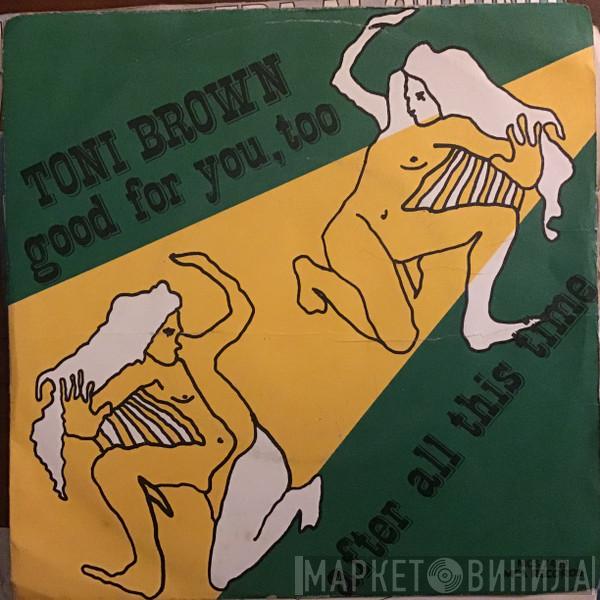 TONI BROWN
good for you, too
after all this time
МАРКЕТ ВИНИЛА